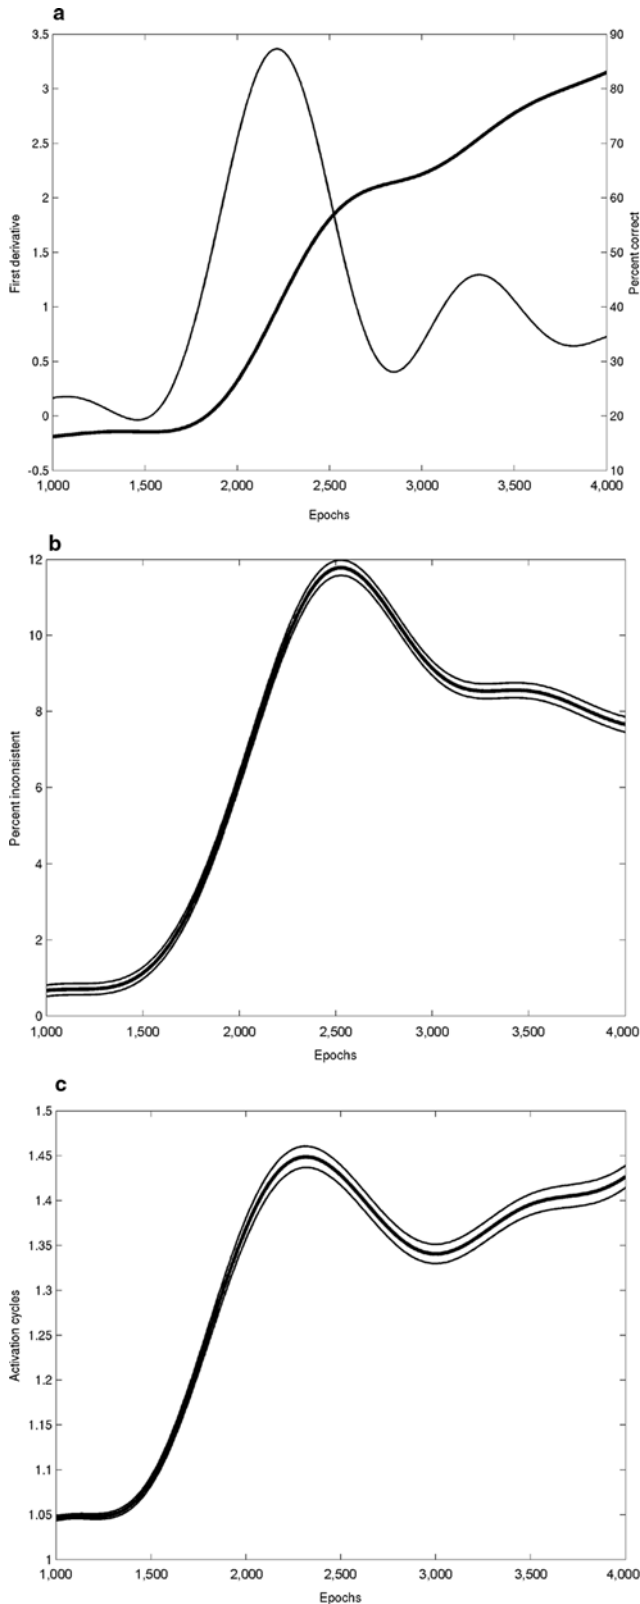 a
3.5
3
2.5
2
1.5
1
0.5
0
-0.5
90
80
70
60
50
40
30
20
10
First derivative
Percent correct
1,000 1,500 2,000 2,500 3,000 3,500 4,000
Epochs
b
12
10
8
6
4
2
0
Percent inconsistent
1,000 1,500 2,000 2,500 3,000 3,500 4,000
Epochs
c
1.5
1.45
1.4
1.35
1.3
1.25
1.2
1.15
1.1
1.05
1
Activation cycles
1,000 1,500 2,000 2,500 3,000 3,500 4,000
Epochs